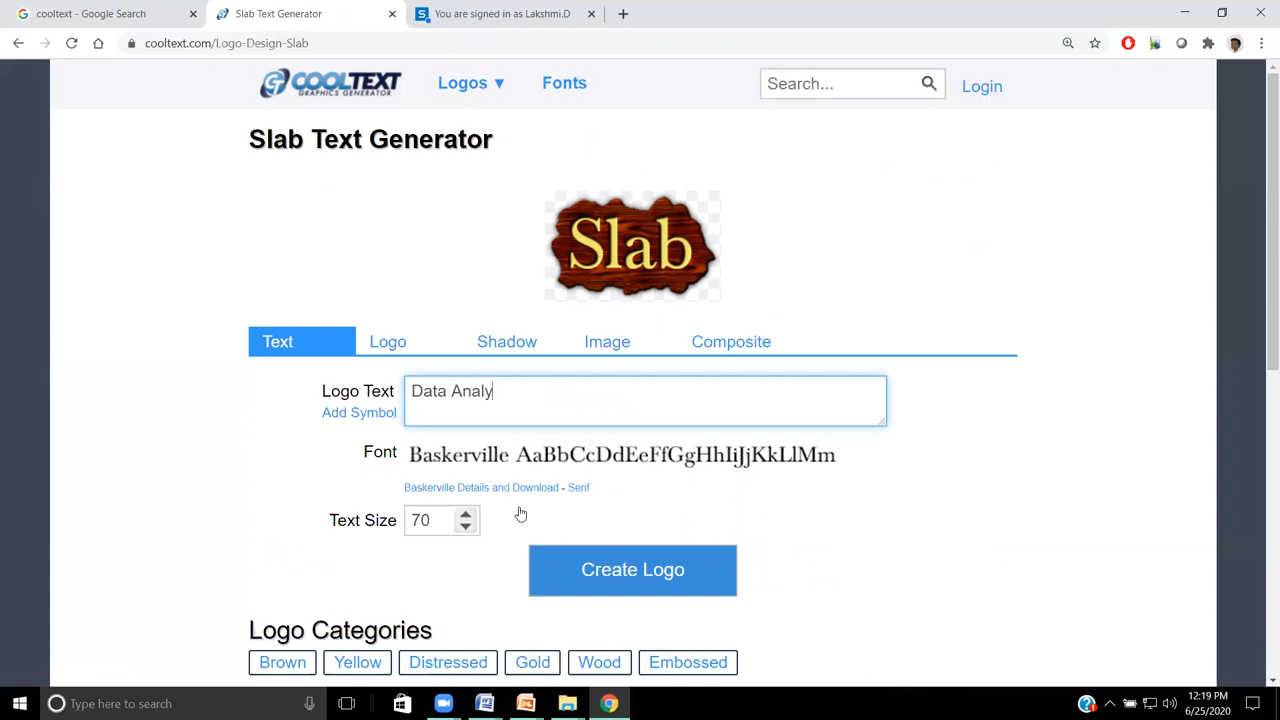 cooltext - Google Search
Slab Text Generator
You are signed in as Lakshmi.D
cooltext.com/Logo-Design-Slab
COOLTEXT
GRAPHICS GENERATOR
Logos ▼
Fonts
Search...
Login
Slab Text Generator
Slab
Text
Logo
Shadow
Image
Composite
Logo Text
Data Analy
Add Symbol
Font
Baskerville AaBbCcDdEeFfGgHhIiJjKkLlMm
Baskerville Details and Download - Serif
Text Size
70
Create Logo
Logo Categories
Brown
Yellow
Distressed
Gold
Wood
Embossed
Type here to search
12:19 PM
6/25/2020